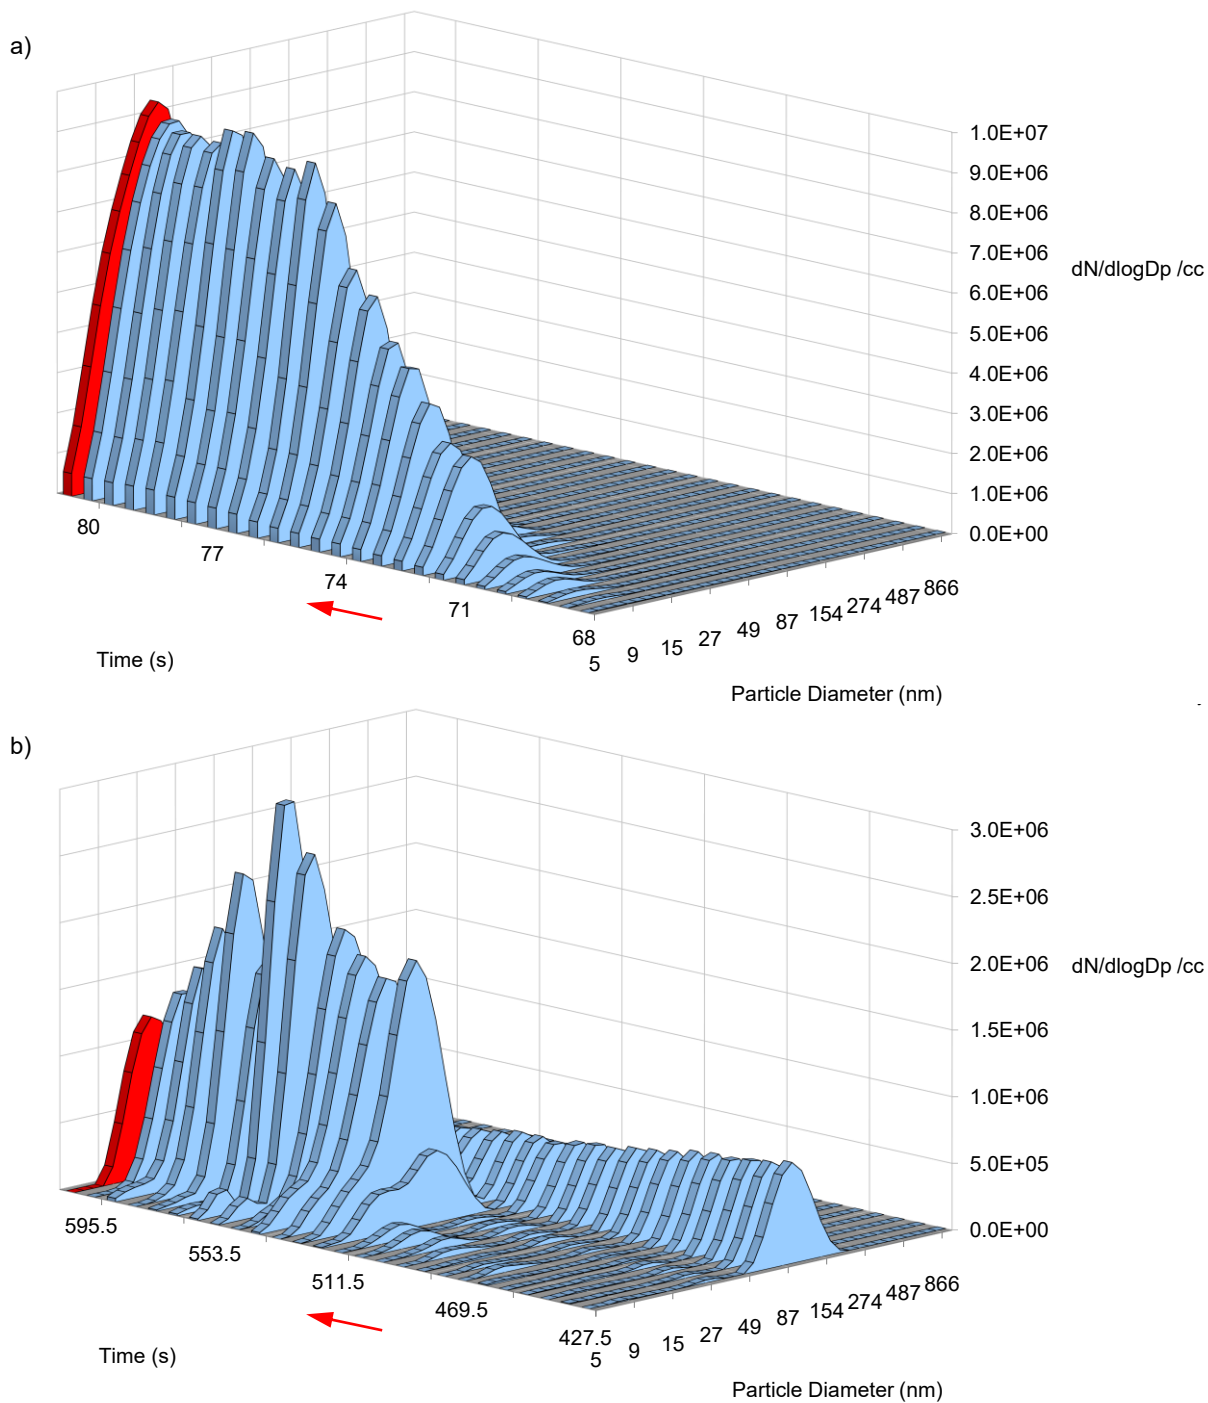 a)
1.0E+07
9.0E+06
8.0E+06
7.0E+06
dN/dlogDp /cc
6.0E+06
5.0E+06
4.0E+06
3.0E+06
2.0E+06
1.0E+06
0.0E+00
80
77
74
71
68
5
9
15
27
49
87
154
274
487
866
Time (s)
Particle Diameter (nm)
b)
3.0E+06
2.5E+06
2.0E+06
dN/dlogDp /cc
1.5E+06
1.0E+06
5.0E+05
0.0E+00
595.5
553.5
511.5
469.5
427.5
5
9
15
27
49
87
154
274
487
866
Time (s)
Particle Diameter (nm)